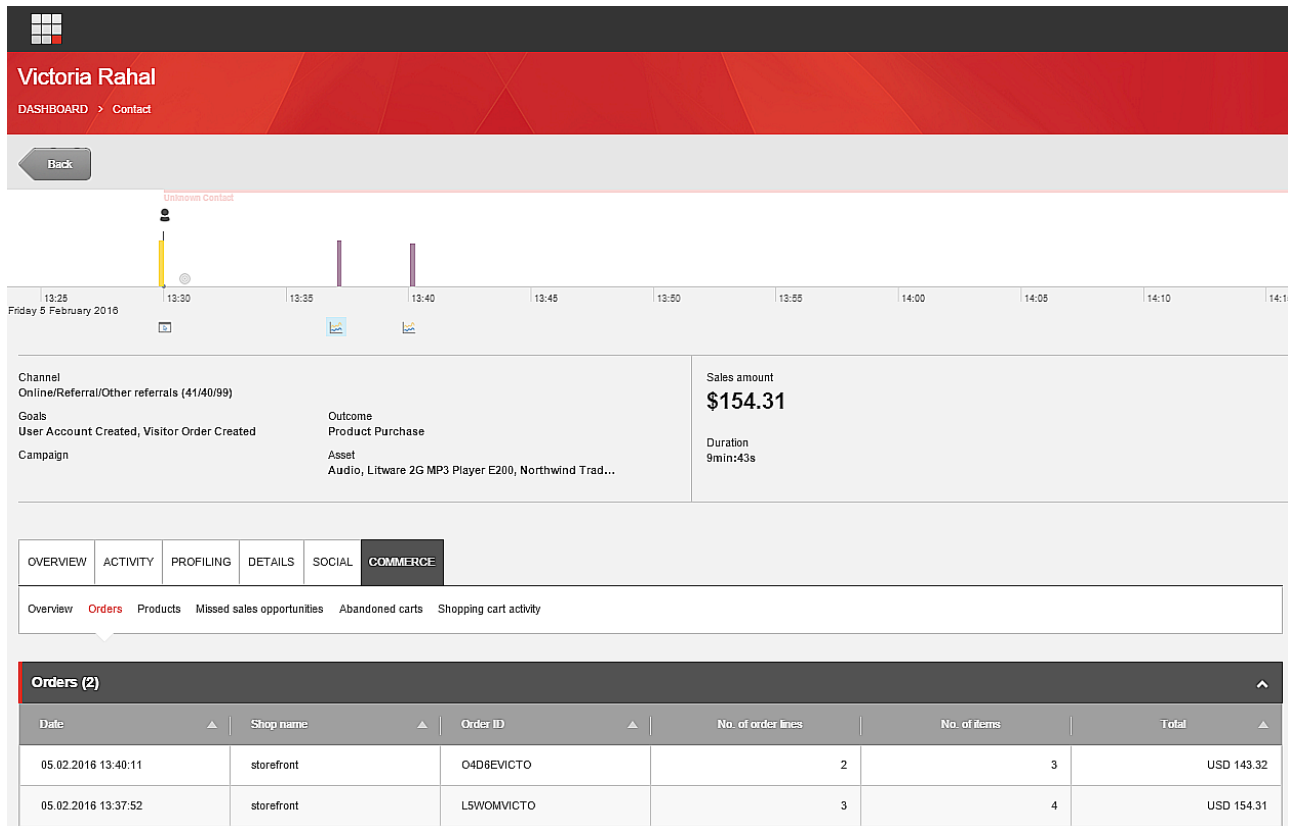 Victoria Rahal
DASHBOARD > Contact
Back
Unknown Contact
13:25 13:30 13:35 13:40 13:45 13:50 13:55 14:00 14:05 14:10 14:1
Friday 5 February 2016
Channel
Online/Referral/Other referrals (41/40/99)
Goals
User Account Created, Visitor Order Created
Campaign
Outcome
Product Purchase
Asset
Audio, Litware 2G MP3 Player E200, Northwind Trad...
Sales amount
$154.31
Duration
9min:43s
OVERVIEW ACTIVITY PROFILING DETAILS SOCIAL COMMERCE
Overview Orders Products Missed sales opportunities Abandoned carts Shopping cart activity
Orders (2)
Date Shop name Order ID No. of order lines No. of items Total
05.02.2016 13:40:11 storefront O4D6EVICTO 2 3 USD 143.32
05.02.2016 13:37:52 storefront L5WOMVICTO 3 4 USD 154.31